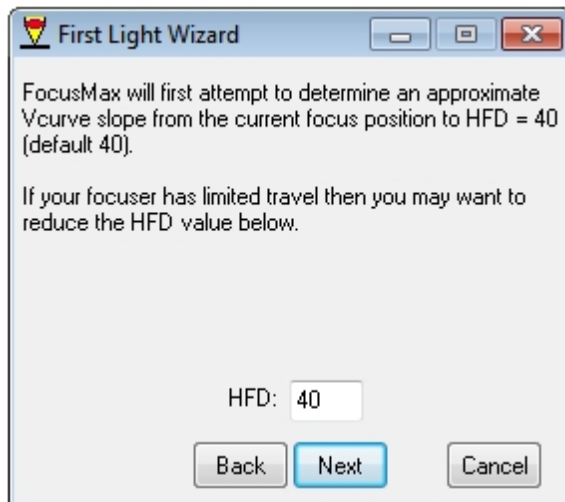 First Light Wizard
FocusMax will first attempt to determine an approximate
Vcurve slope from the current focus position to HFD = 40
(default 40).
If your focuser has limited travel then you may want to
reduce the HFD value below.
HFD: 40
Back Next Cancel